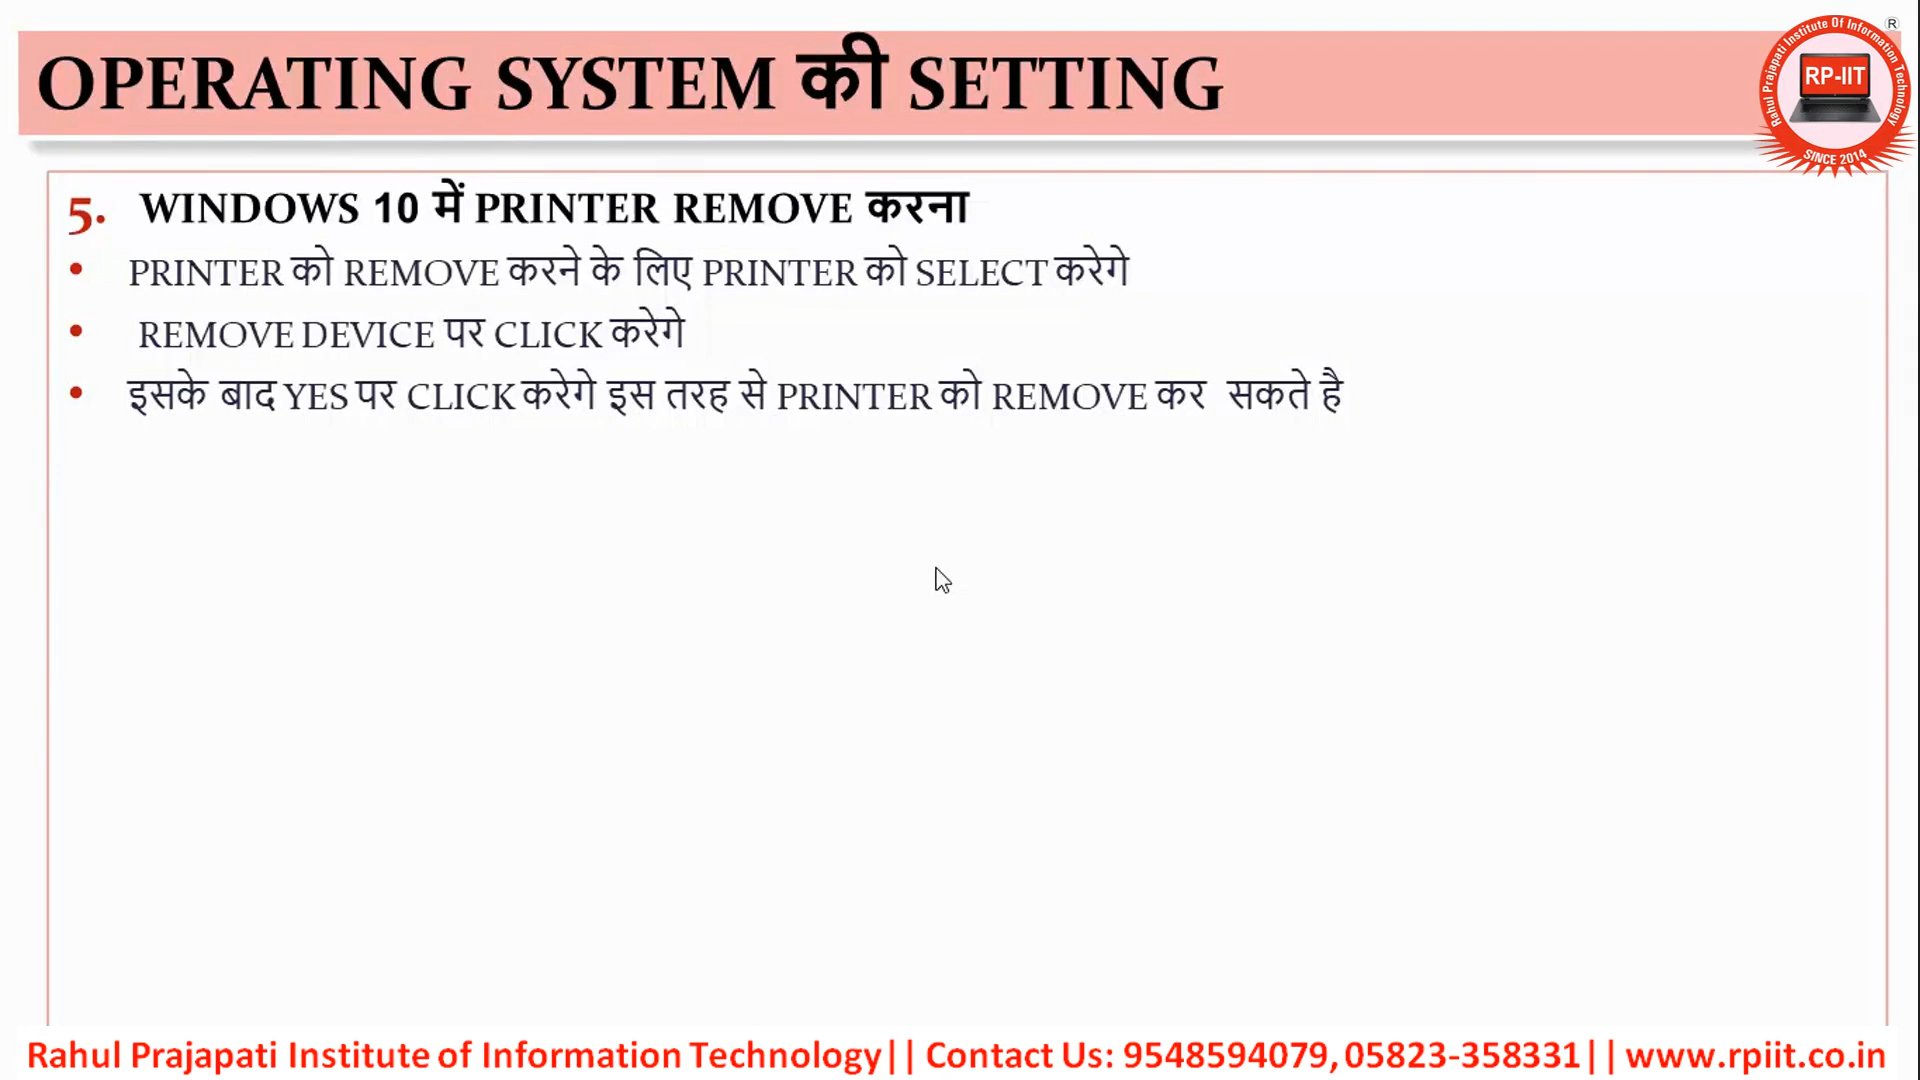 OPERATING SYSTEM की SETTING
®
Rahul Prajapati Institute Of Information Technology
RP-IIT
SINCE 2014
5. WINDOWS 10 में PRINTER REMOVE करना
• PRINTER को REMOVE करने के लिए PRINTER को SELECT करेगे
• REMOVE DEVICE पर CLICK करेगे
• इसके बाद YES पर CLICK करेगे इस तरह से PRINTER को REMOVE कर सकते है
Rahul Prajapati Institute of Information Technology|| Contact Us: 9548594079, 05823-358331|| www.rpiit.co.in